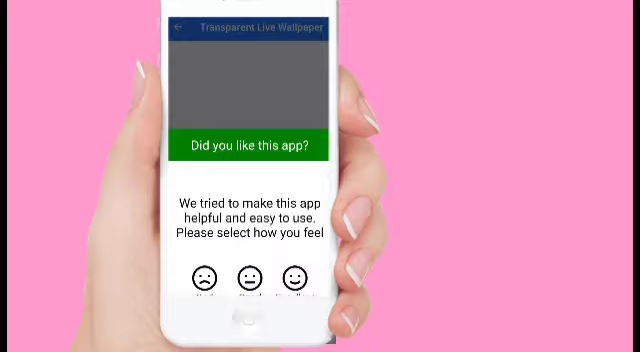 Transparent Live Wallpaper
Did you like this app?
We tried to make this app
helpful and easy to use.
Please select how you feel